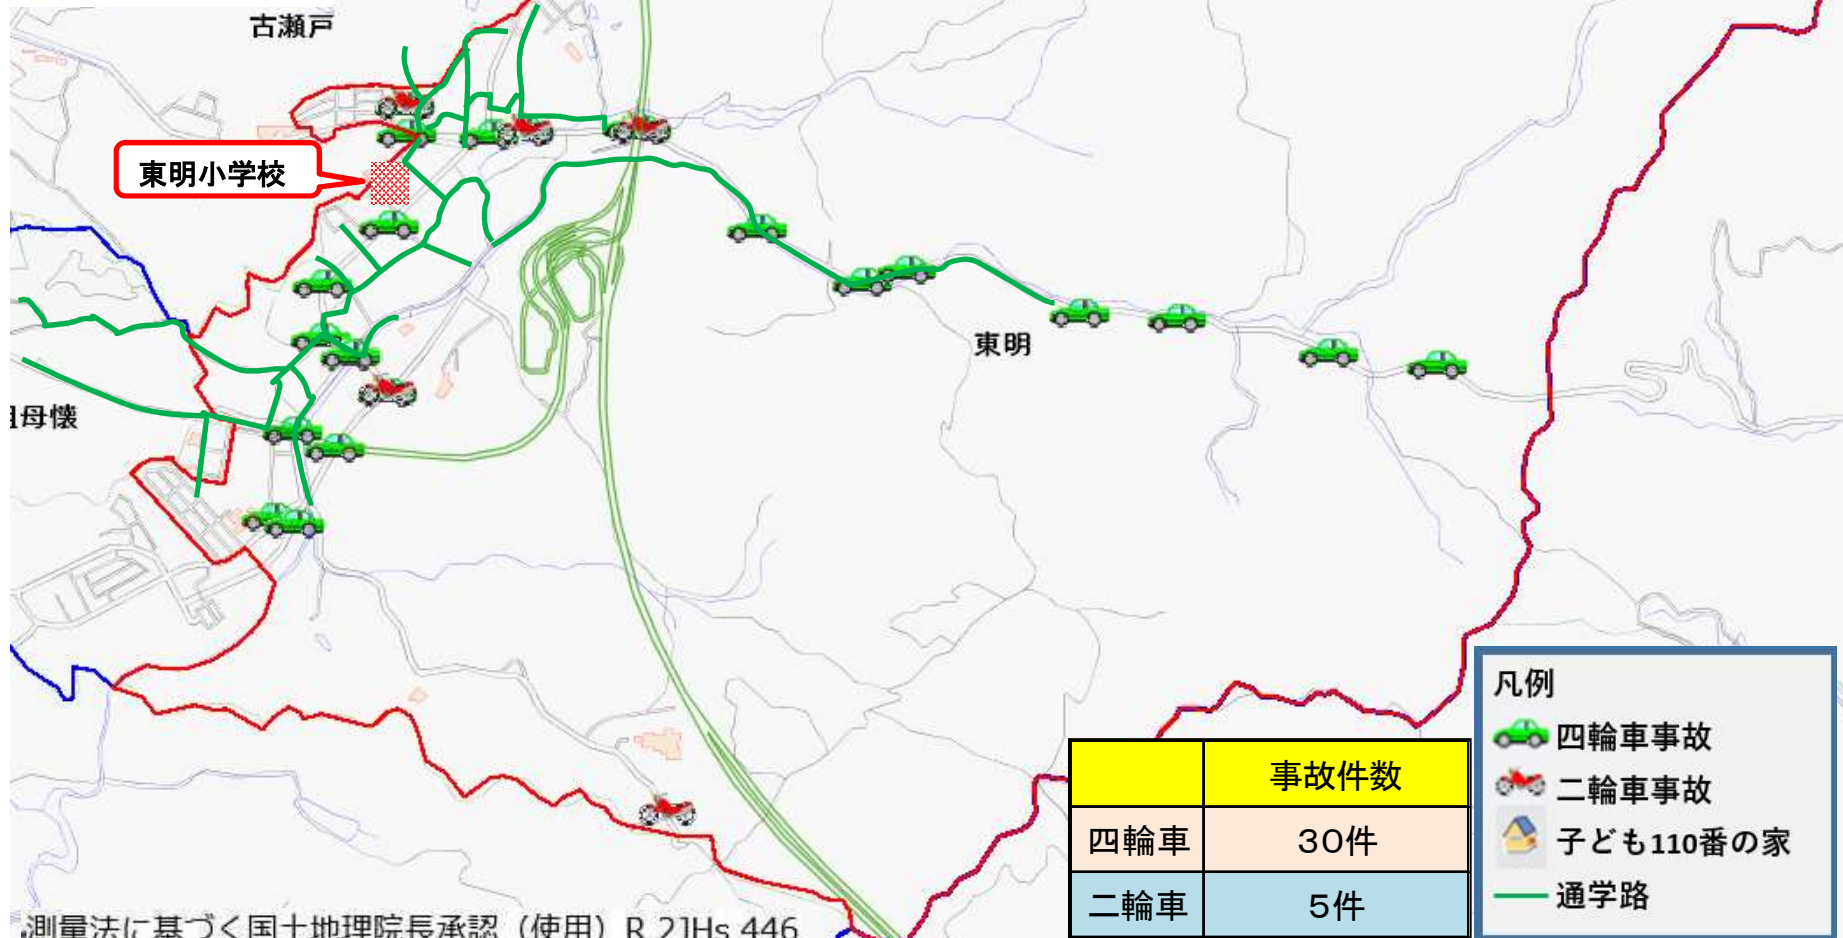 古瀬戸
東明小学校
東明
母懐
事故件数
四輪車 30件
二輪車 5件
凡例
四輪車事故
二輪車事故
子ども110番の家
通学路
測量法に基づく国土地理院長承認（使用）R 2JHs 446